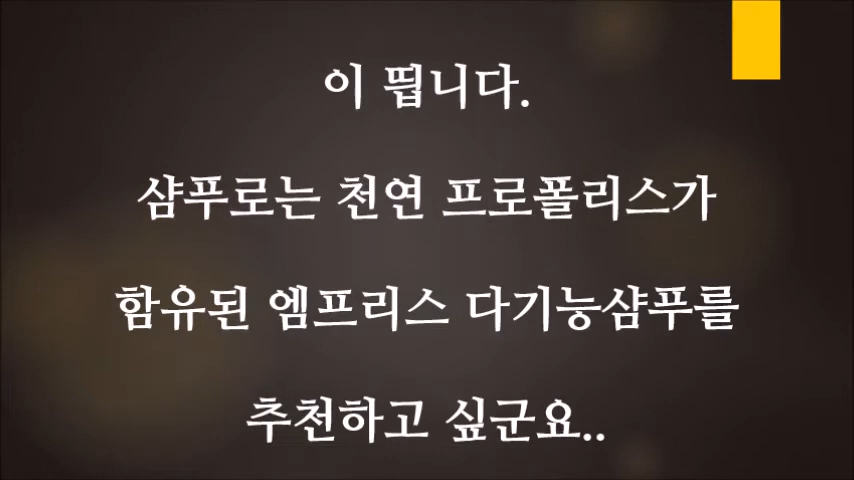 이 띕니다.
샴푸로는 천연 프로폴리스가
함유된 엠프리스 다기능샴푸를
추천하고 싶군요..